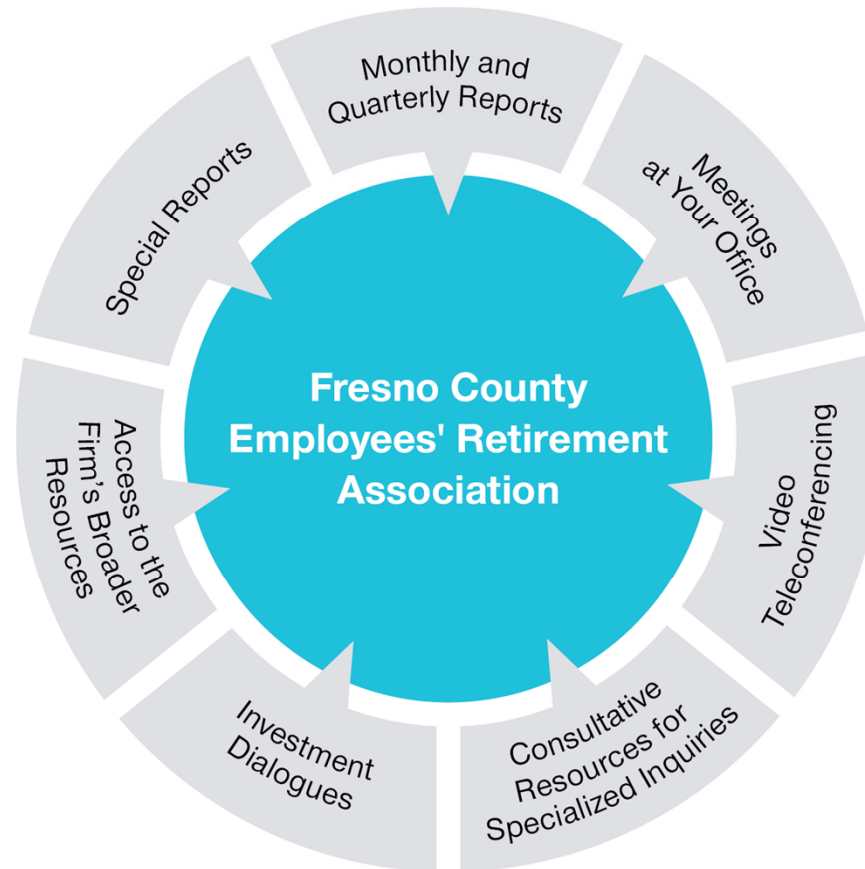 Monthly and
Quarterly Reports
Meetings
at Your Office
Video
Teleconferencing
Consultative
Resources for
Specialized Inquiries
Investment
Dialogues
Access to the
Firm's Broader
Resources
Special Reports
Fresno County
Employees' Retirement
Association